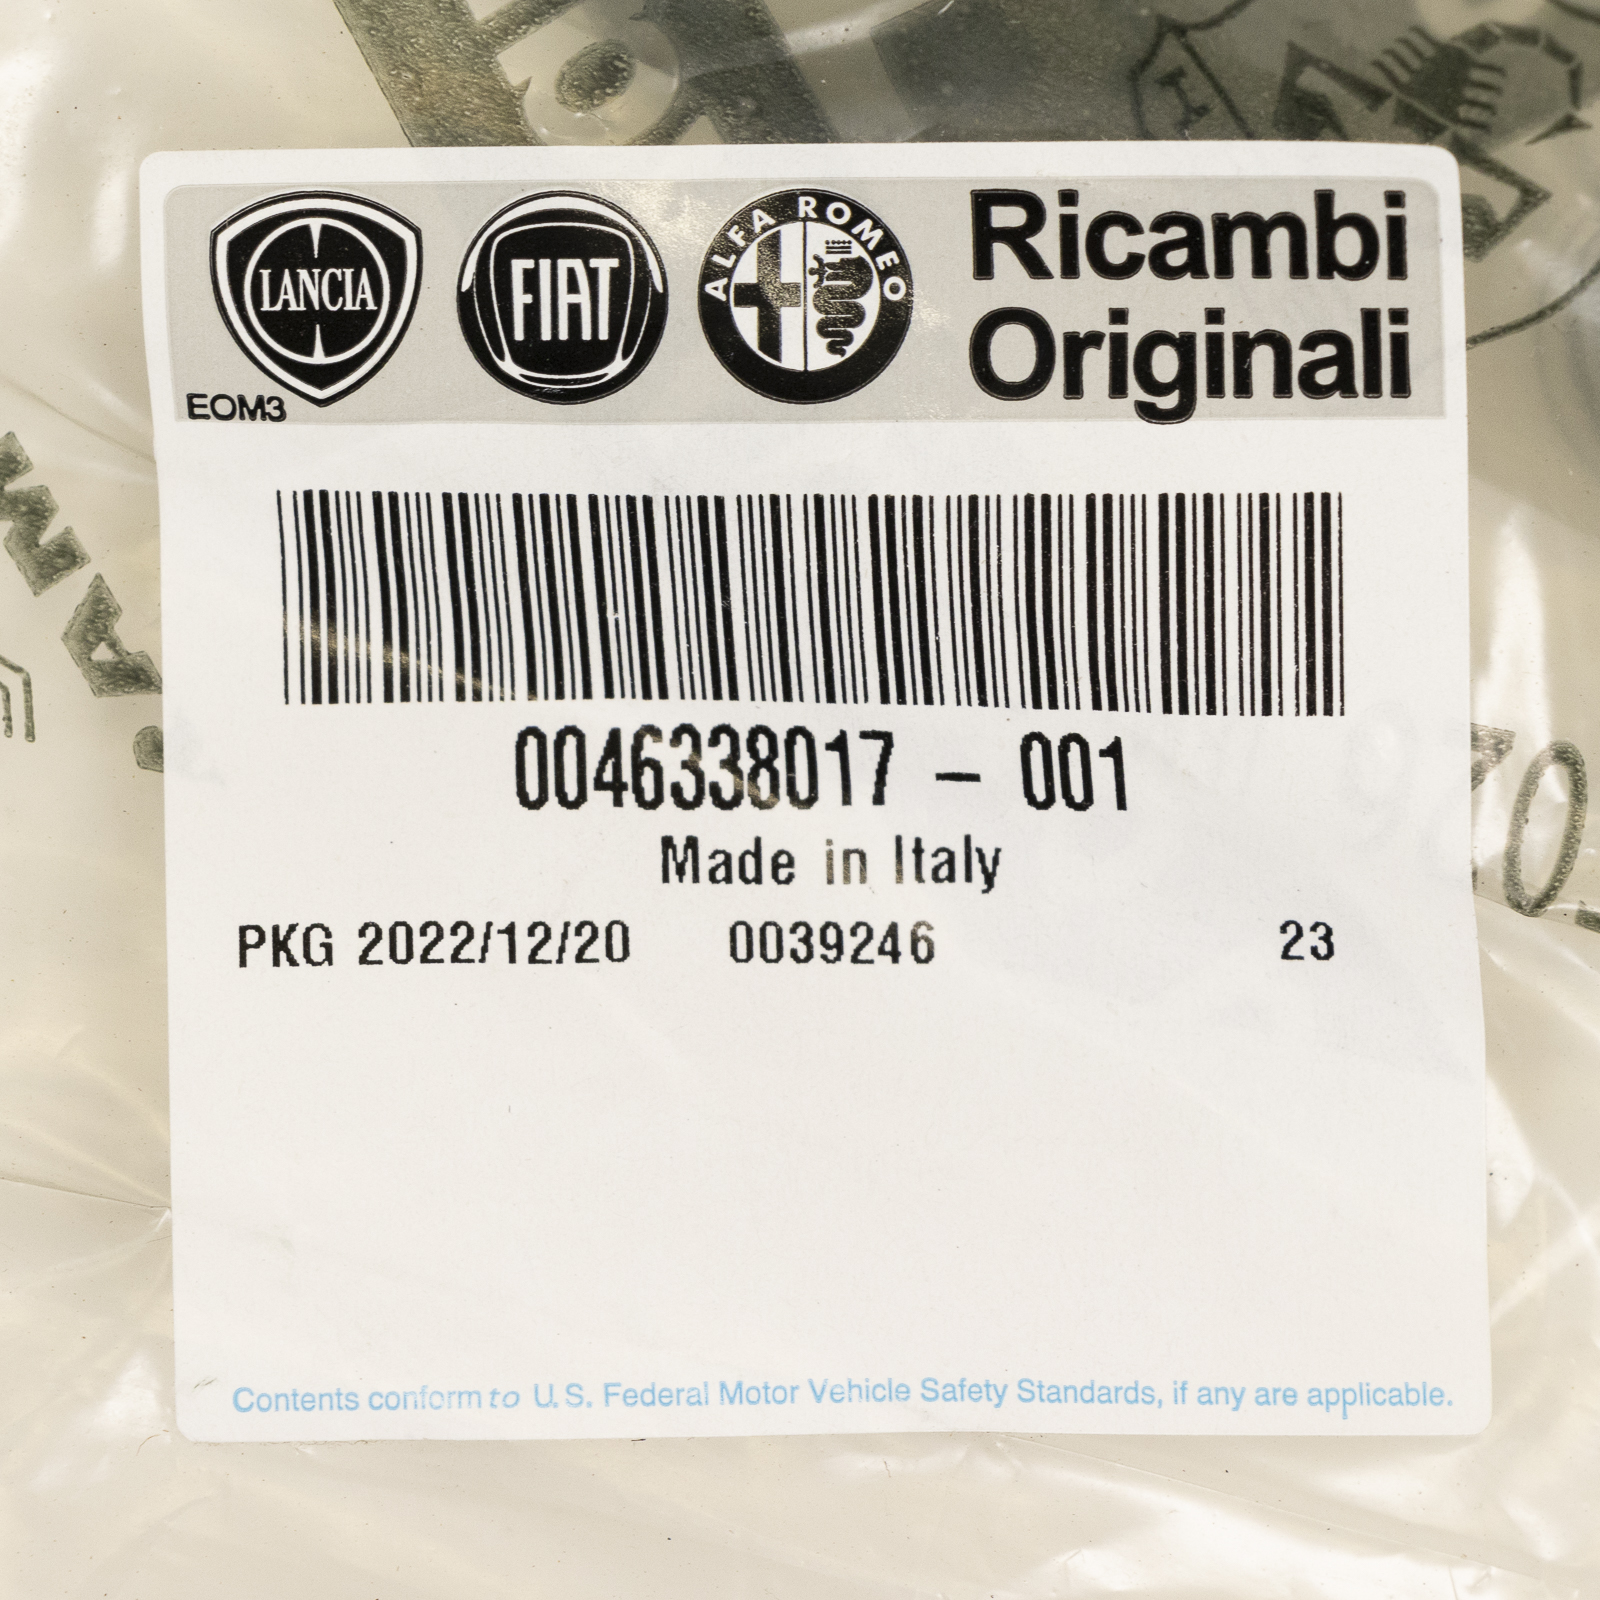 LANCIA
FIAT
ALFA ROMEO
Ricambi
Originali
EOM3
0046338017 - 001
Made in Italy
PKG 2022/12/20 0039246 23
Contents conform to U.S. Federal Motor Vehicle Safety Standards, if any are applicable.